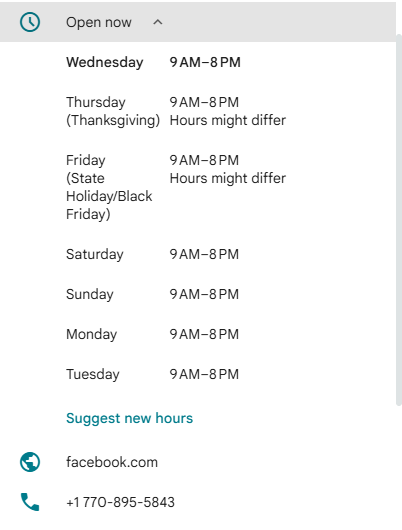 Open now
Wednesday 9 AM–8 PM
Thursday 9 AM–8 PM
(Thanksgiving) Hours might differ
Friday 9 AM–8 PM
(State Hours might differ
Holiday/Black
Friday)
Saturday 9 AM–8 PM
Sunday 9 AM–8 PM
Monday 9 AM–8 PM
Tuesday 9 AM–8 PM
Suggest new hours
facebook.com
+1 770-895-5843